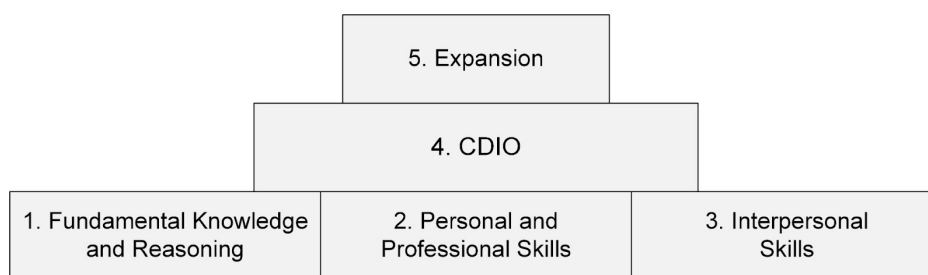 5. Expansion
4. CDIO
1. Fundamental Knowledge
and Reasoning
2. Personal and
Professional Skills
3. Interpersonal
Skills